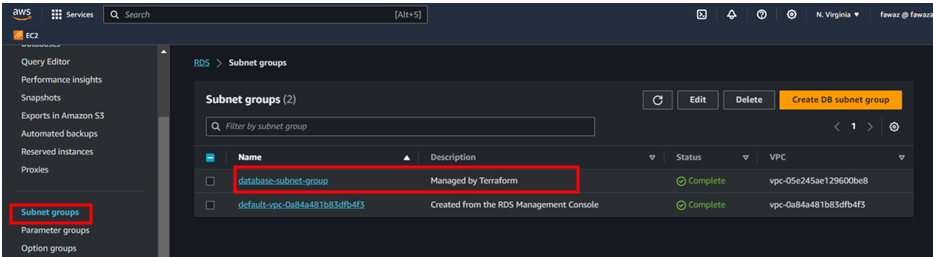 aws Services Search [Alt+S] N. Virginia ▼ fawaz @ fawaza
EC2
Databases
Query Editor
Performance insights
Snapshots
Exports in Amazon S3
Automated backups
Reserved instances
Proxies
Subnet groups
Parameter groups
Option groups
RDS > Subnet groups
Subnet groups (2) Edit Delete Create DB subnet group
Filter by subnet group 1
Name Description Status VPC
database-subnet-group Managed by Terraform Complete vpc-05e245ae129600be8
default-vpc-0a84a481b83dfb4f3 Created from the RDS Management Console Complete vpc-0a84a481b83dfb4f3